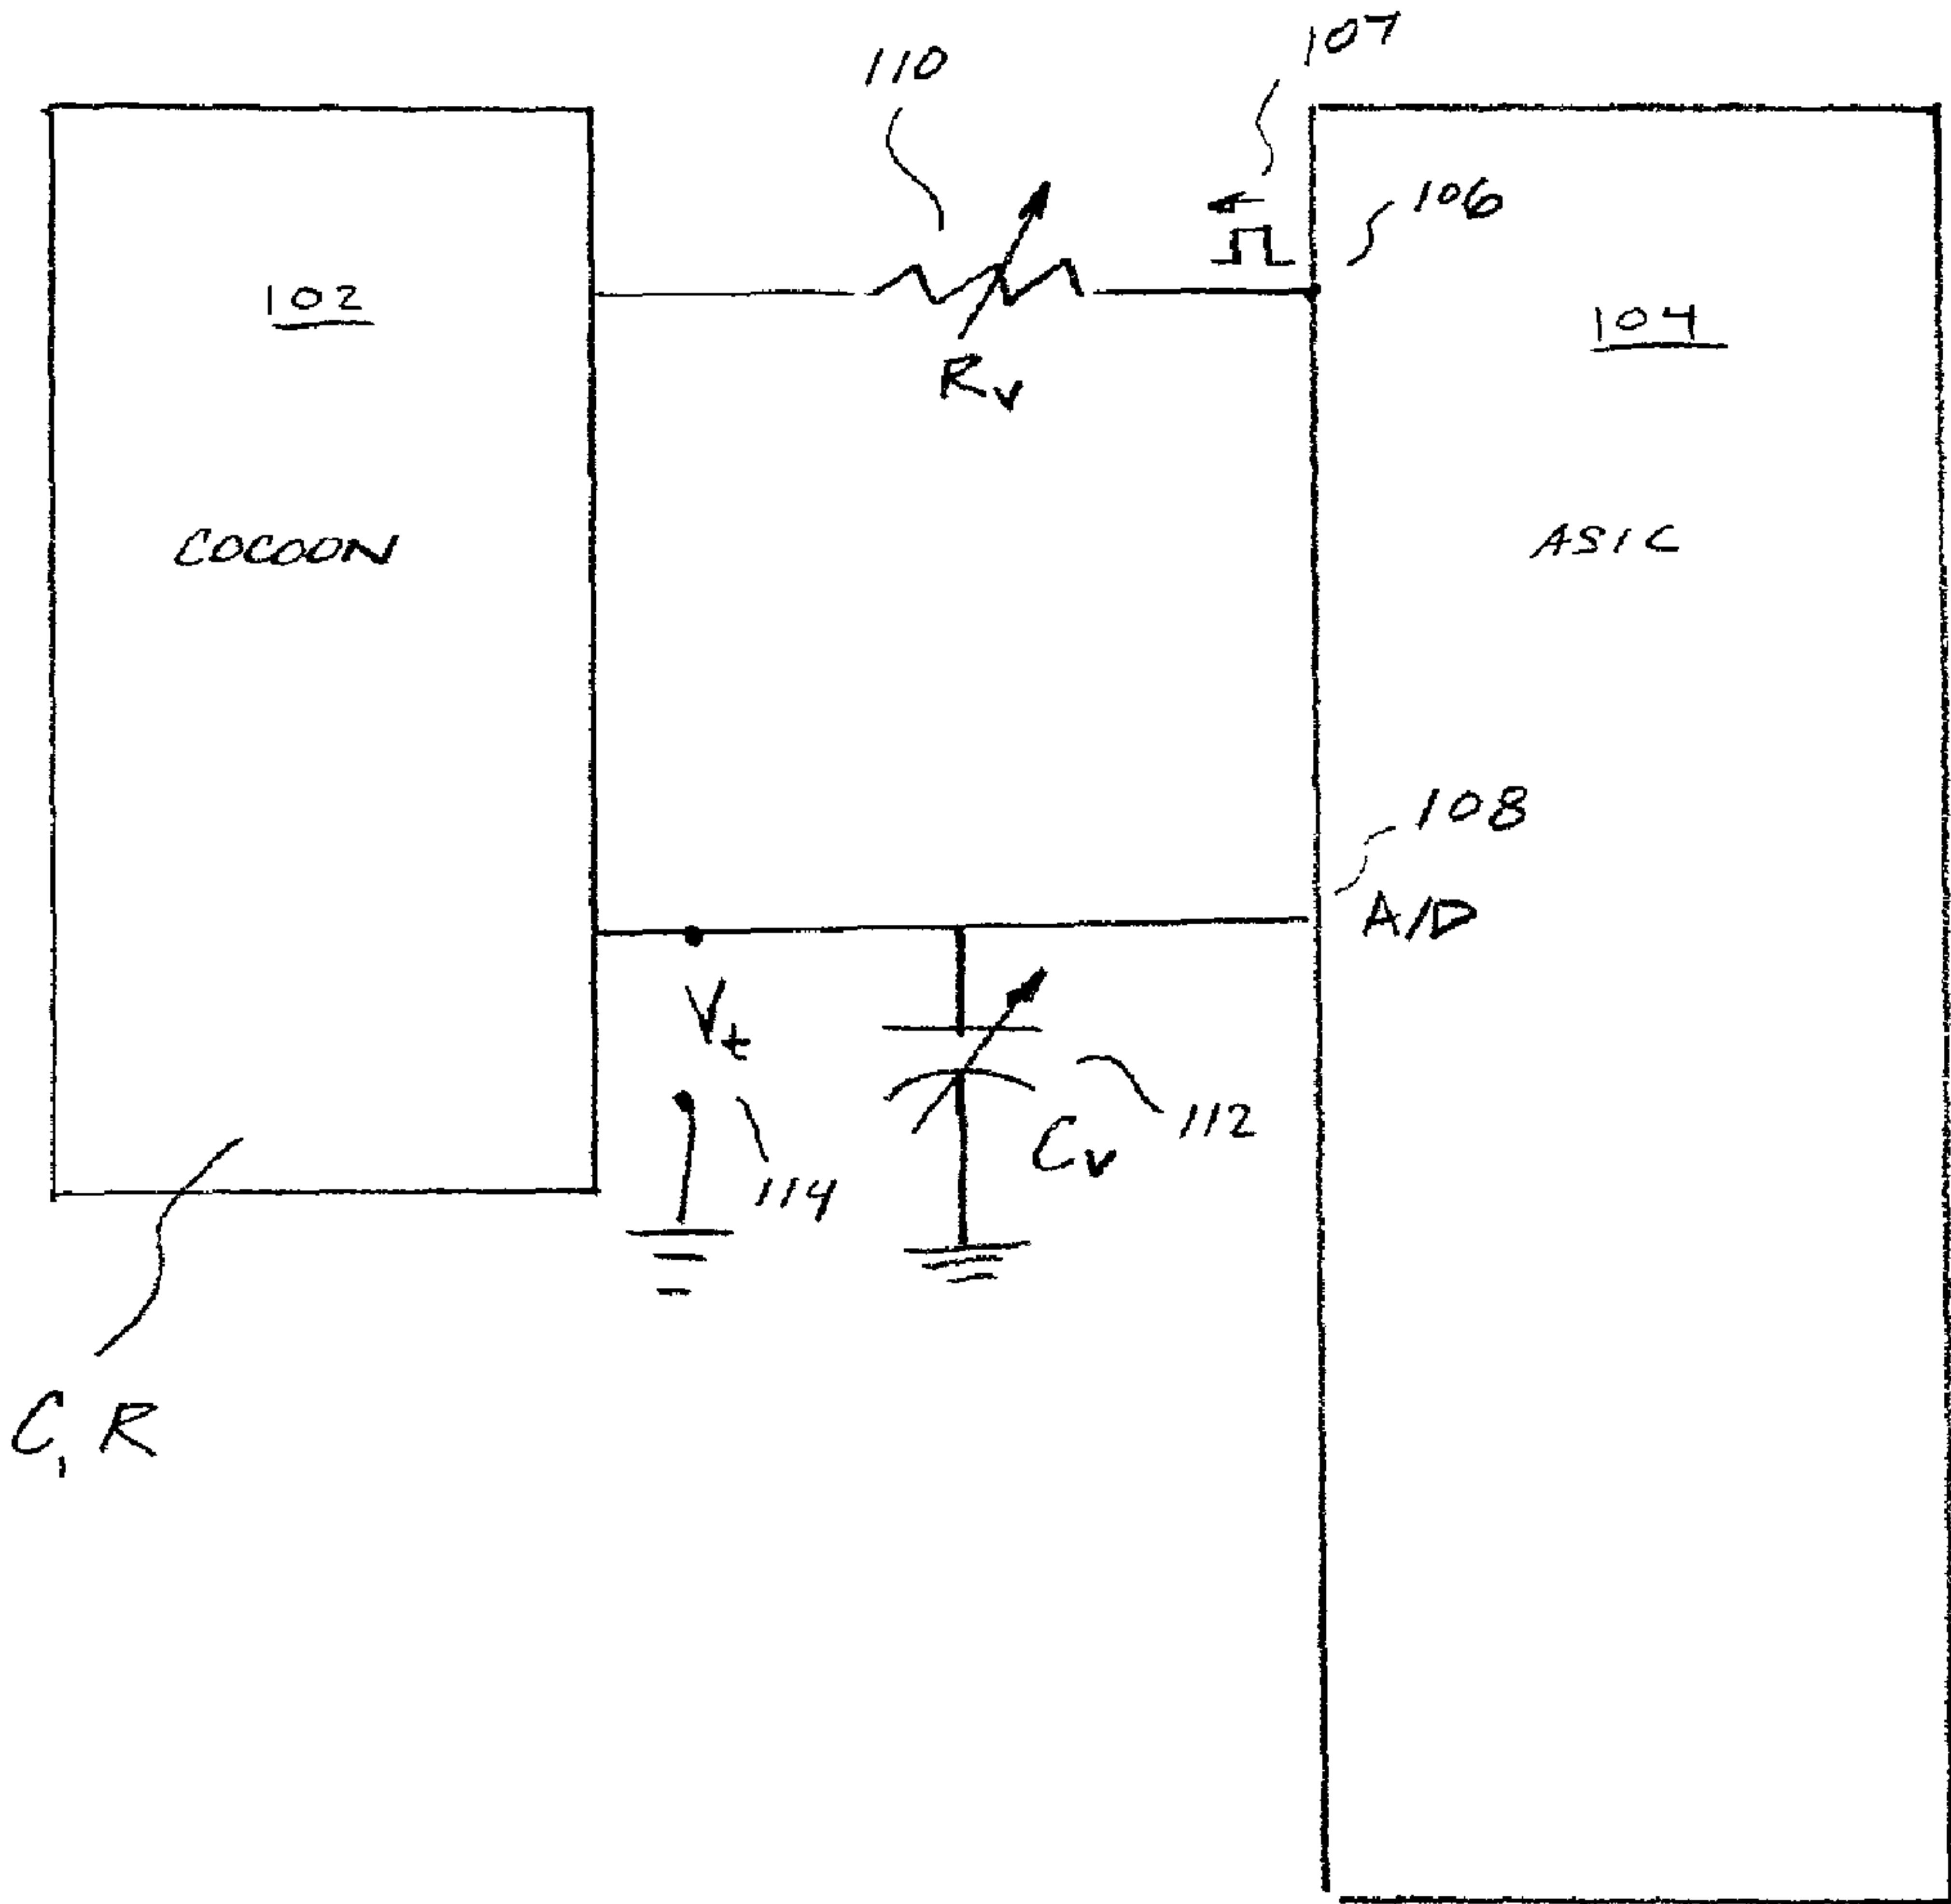 107
110
106
102
104
Rv
COCOON
ASIC
108
A/D
Vt
112
Cv
114
C, R